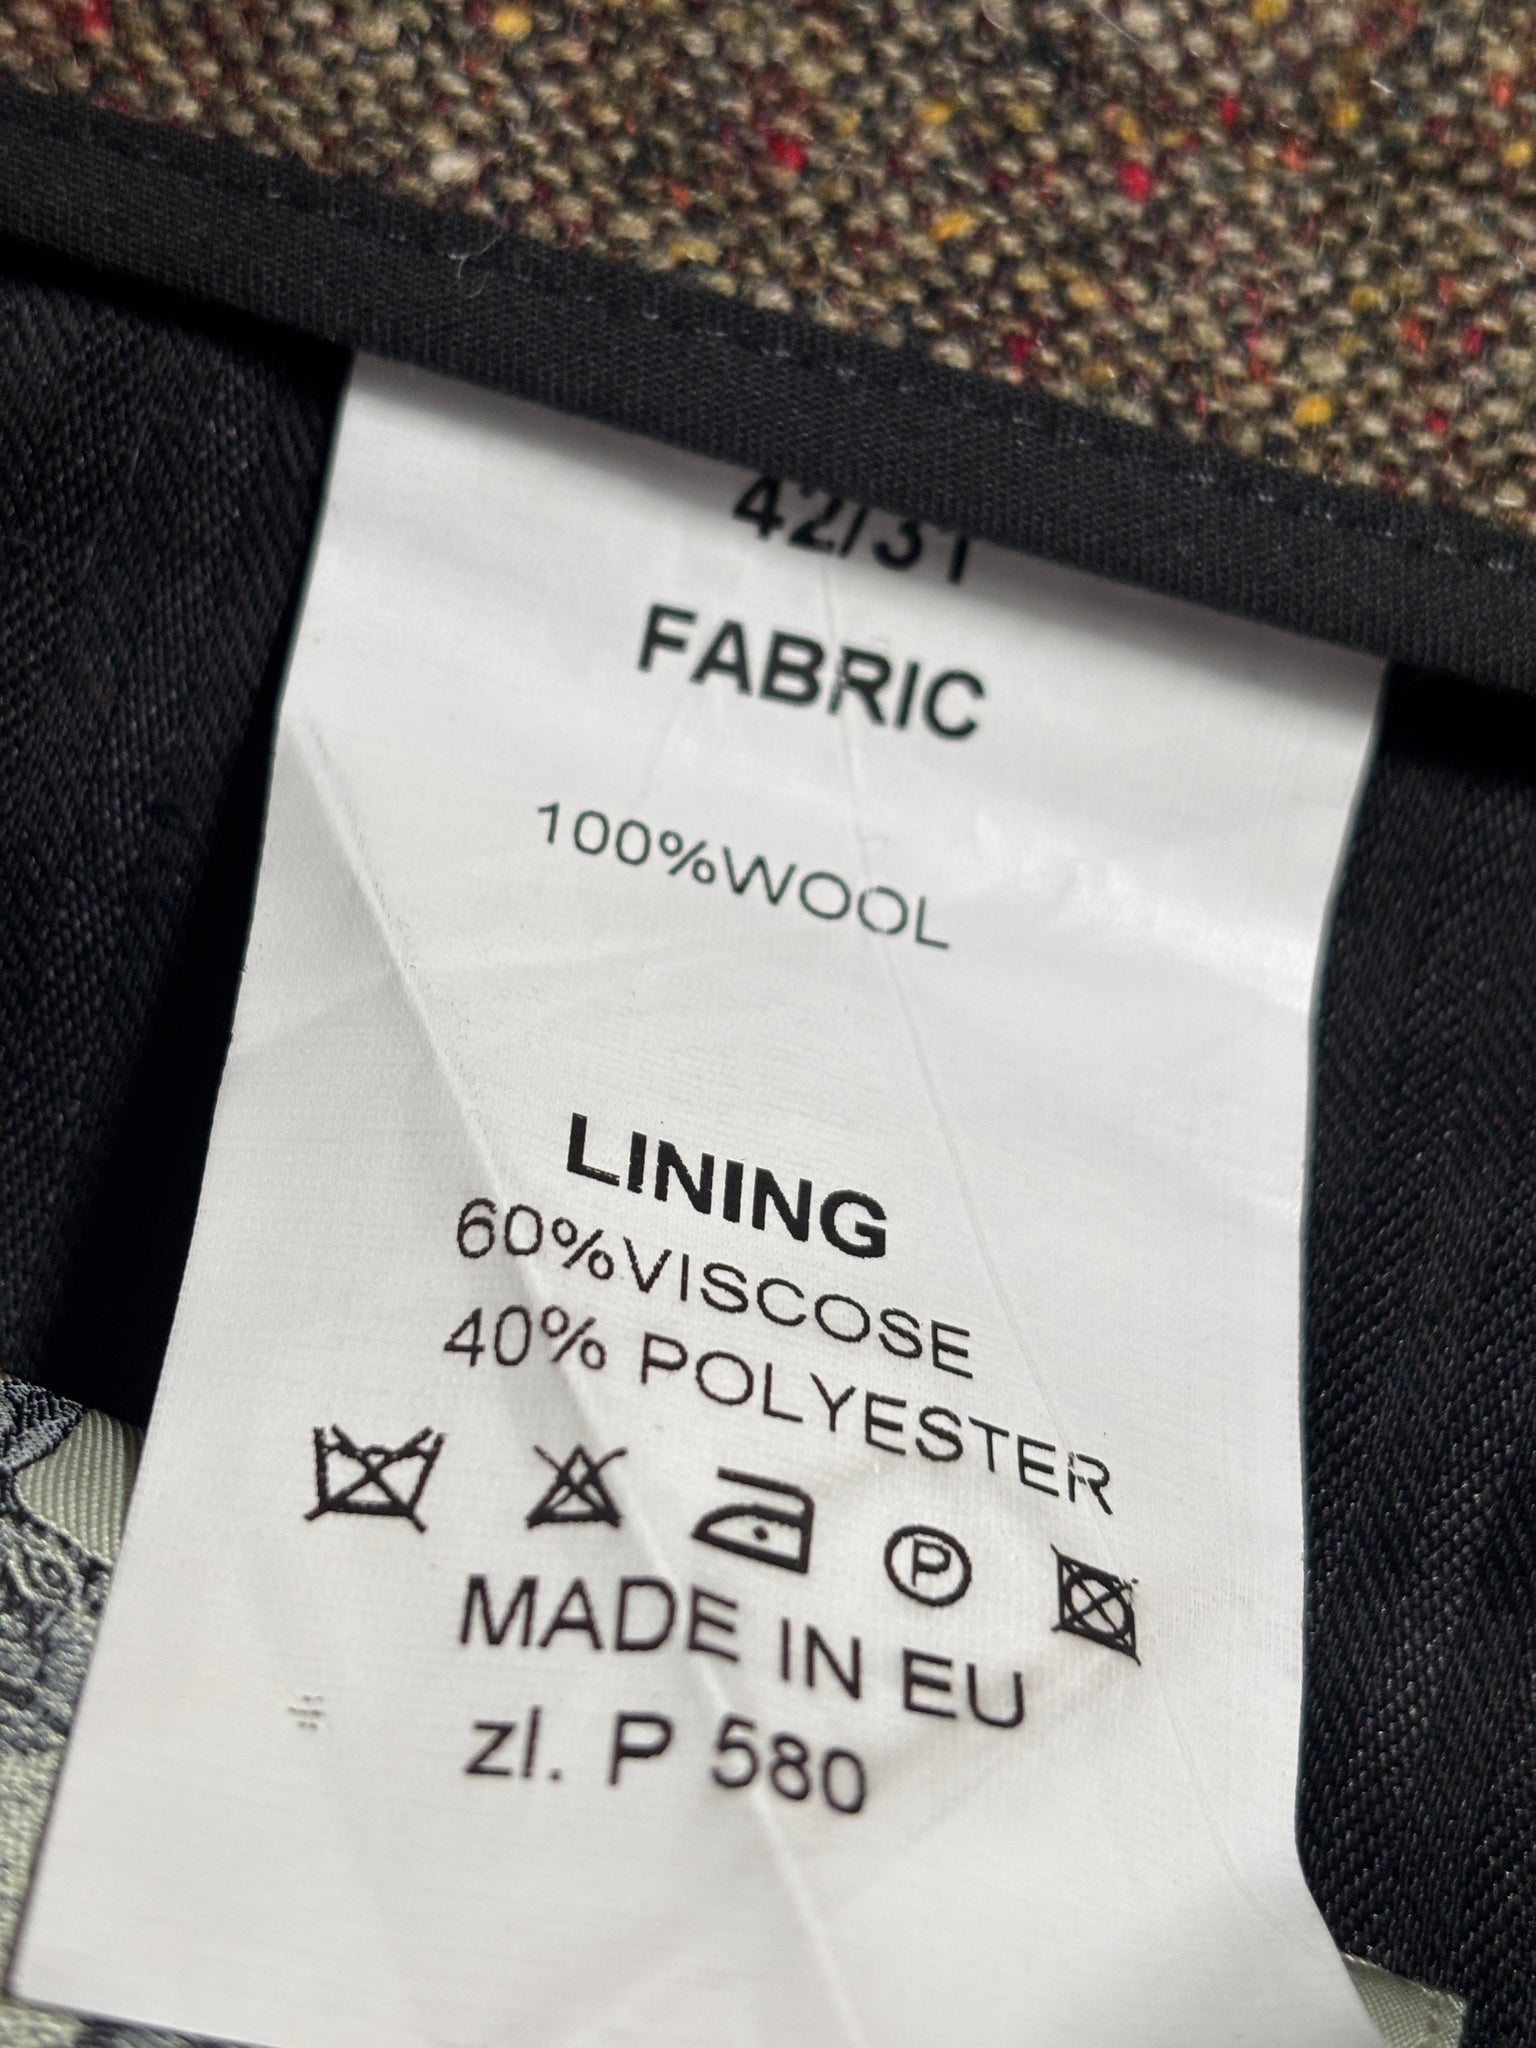 42/31
FABRIC
100%WOOL
LINING
60%VISCOSE
40% POLYESTER
P
MADE IN EU
zl. P 580